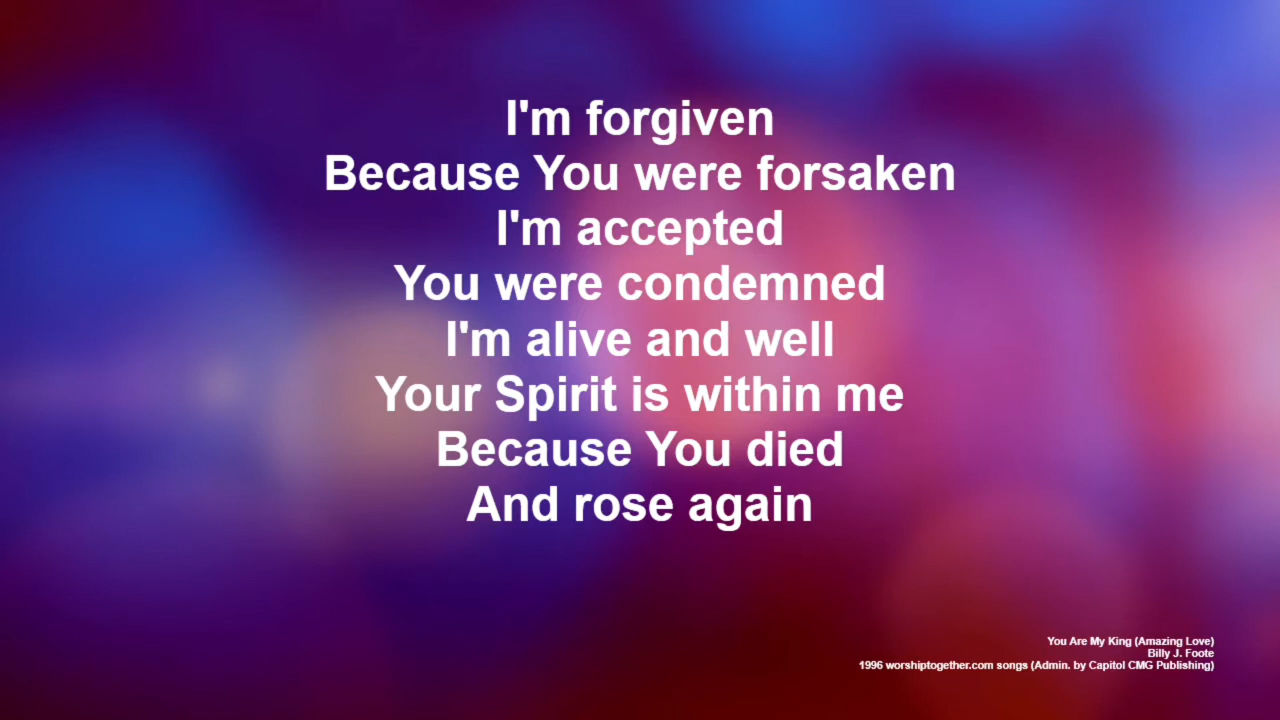 I'm forgiven
Because You were forsaken
I'm accepted
You were condemned
I'm alive and well
Your Spirit is within me
Because You died
And rose again
You Are My King (Amazing Love)
Billy J. Foote
1996 worshiptogether.com songs (Admin. by Capitol CMG Publishing)